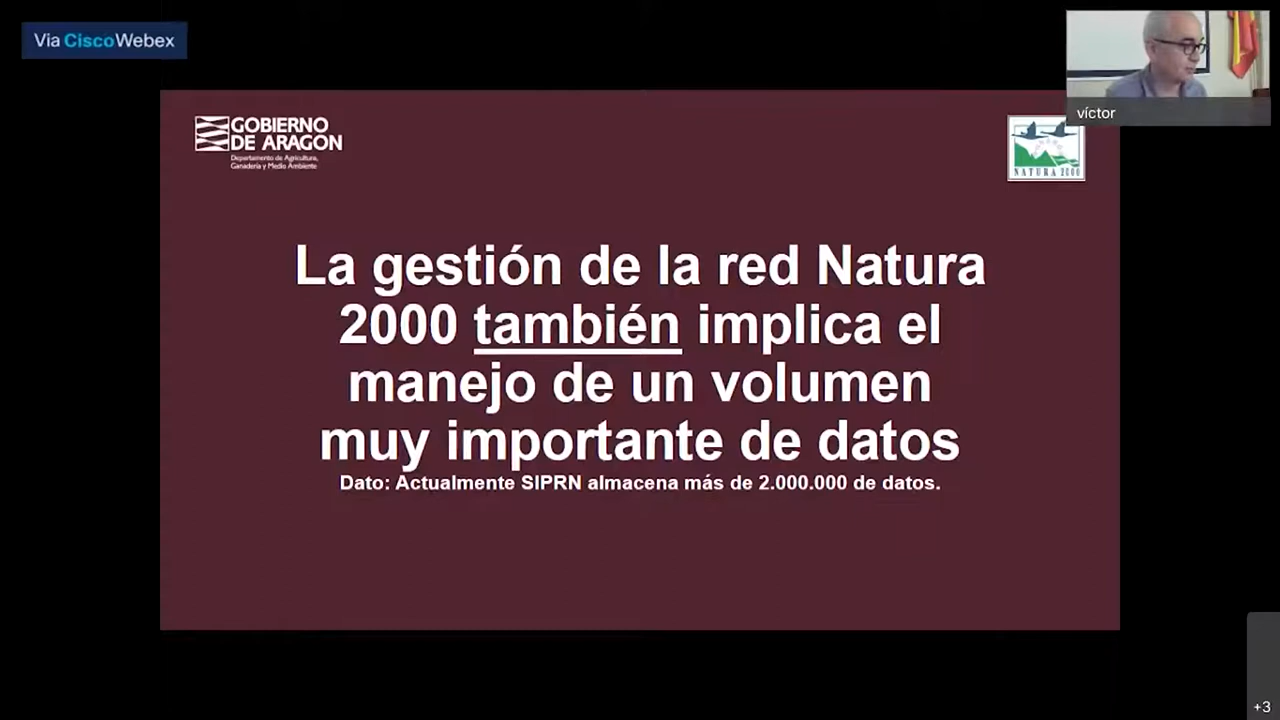 Via Cisco Webex
víctor
GOBIERNO
DE ARAGON
Departamento de Agricultura,
Ganadería y Medio Ambiente
NATURA 2000
La gestión de la red Natura
2000 también implica el
manejo de un volumen
muy importante de datos
Dato: Actualmente SIPRN almacena más de 2.000.000 de datos.
+3